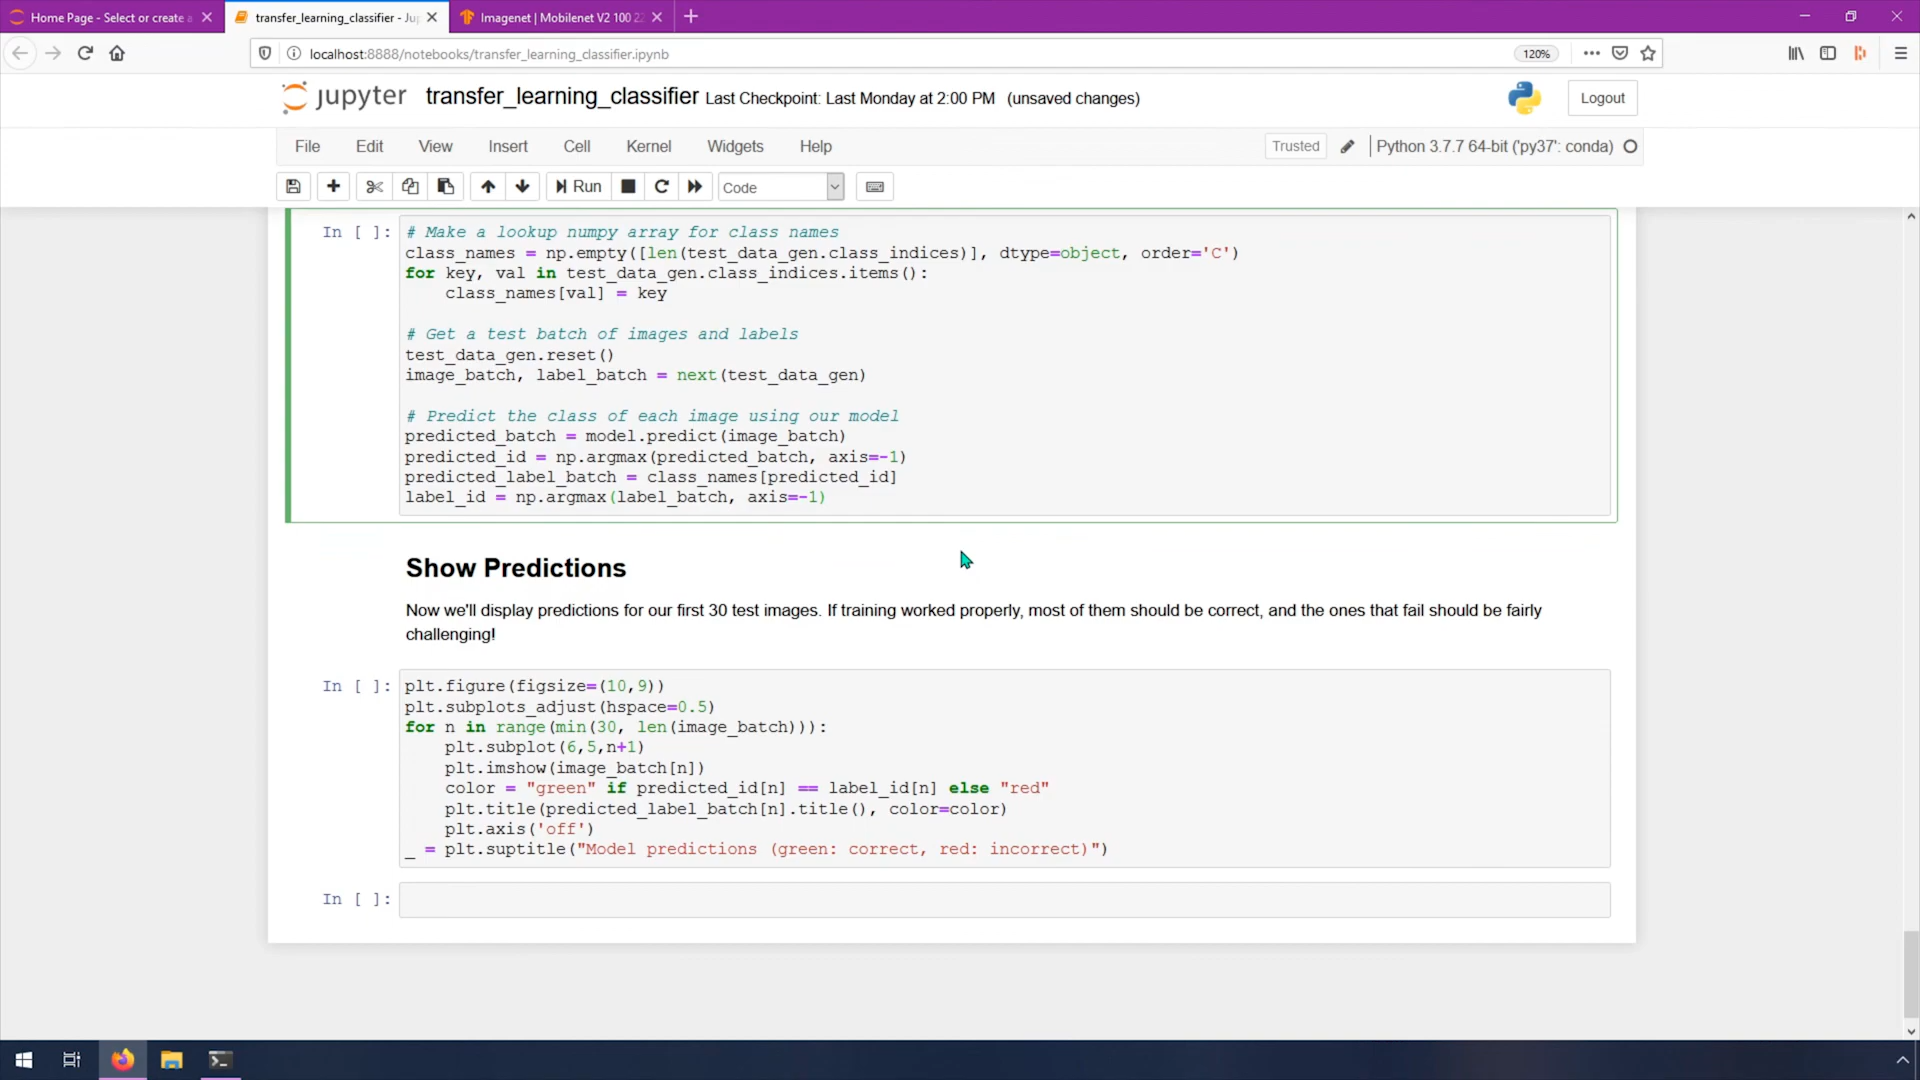 Home Page - Select or create a
transfer_learning_classifier - Ju
Imagenet | Mobilenet V2 100 22
localhost:8888/notebooks/transfer_learning_classifier.ipynb
120%
jupyter transfer_learning_classifier Last Checkpoint: Last Monday at 2:00 PM (unsaved changes)
Logout
File Edit View Insert Cell Kernel Widgets Help
Trusted
Python 3.7.7 64-bit ('py37': conda)
Run
Code
In [ ]:
# Make a lookup numpy array for class names
class_names = np.empty([len(test_data_gen.class_indices)], dtype=object, order='C')
for key, val in test_data_gen.class_indices.items():
    class_names[val] = key
# Get a test batch of images and labels
test_data_gen.reset()
image_batch, label_batch = next(test_data_gen)
# Predict the class of each image using our model
predicted_batch = model.predict(image_batch)
predicted_id = np.argmax(predicted_batch, axis=-1)
predicted_label_batch = class_names[predicted_id]
label_id = np.argmax(label_batch, axis=-1)
Show Predictions
Now we'll display predictions for our first 30 test images. If training worked properly, most of them should be correct, and the ones that fail should be fairly
challenging!
In [ ]:
plt.figure(figsize=(10,9))
plt.subplots_adjust(hspace=0.5)
for n in range(min(30, len(image_batch))):
    plt.subplot(6,5,n+1)
    plt.imshow(image_batch[n])
    color = "green" if predicted_id[n] == label_id[n] else "red"
    plt.title(predicted_label_batch[n].title(), color=color)
    plt.axis('off')
_ = plt.suptitle("Model predictions (green: correct, red: incorrect)")
In [ ]: